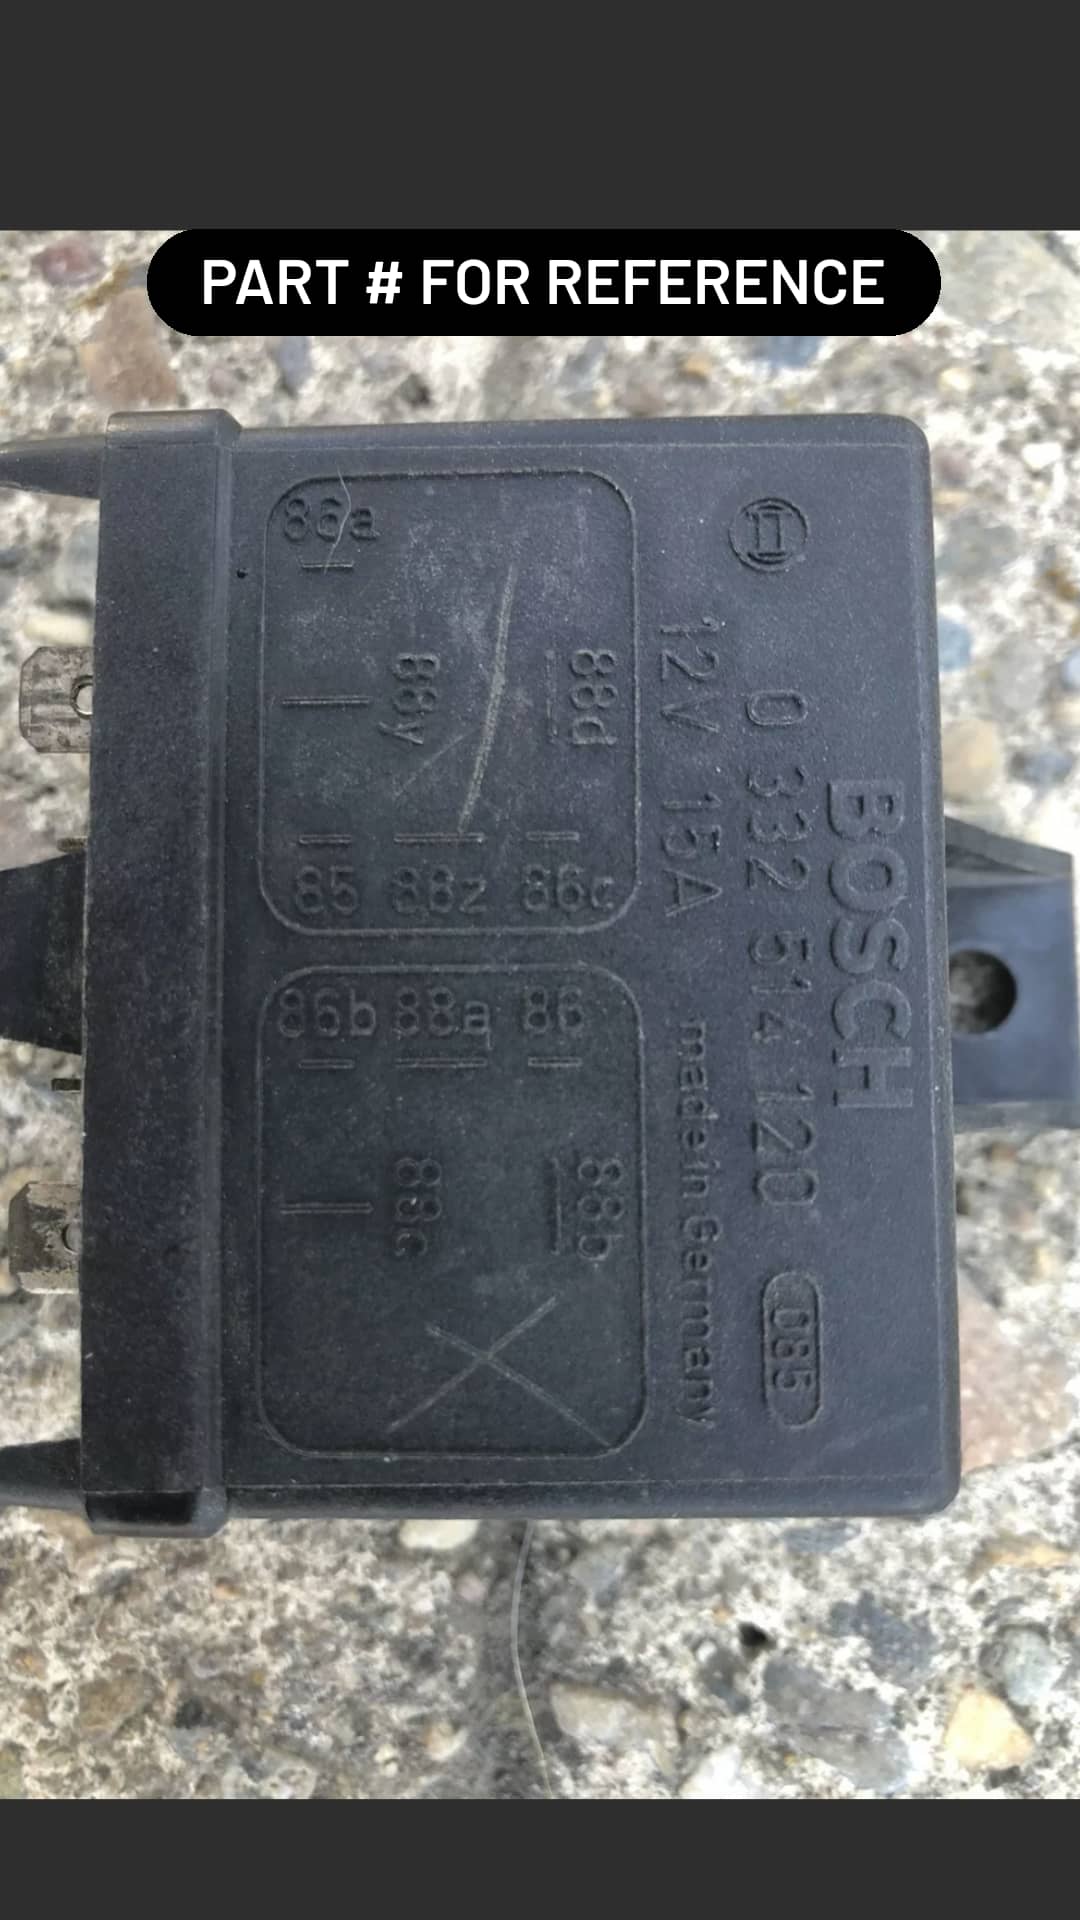 PART # FOR REFERENCE
BOSCH
0 332 514 120 085
12V 15A made in Germany
88d
88y
86a
86c
88z
85
86
88a
86b
88b
88c